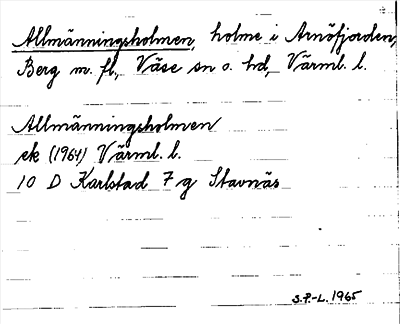 Allmänningsholmen, holme i Arnöfjorden,
Berg m. fl., Väse sn o. hd, Värml. l.
Allmänningsholmen
ek (1964) Värml. l.
10 D Karlstad 7 g Stavnäs
S.P.-L. 1965